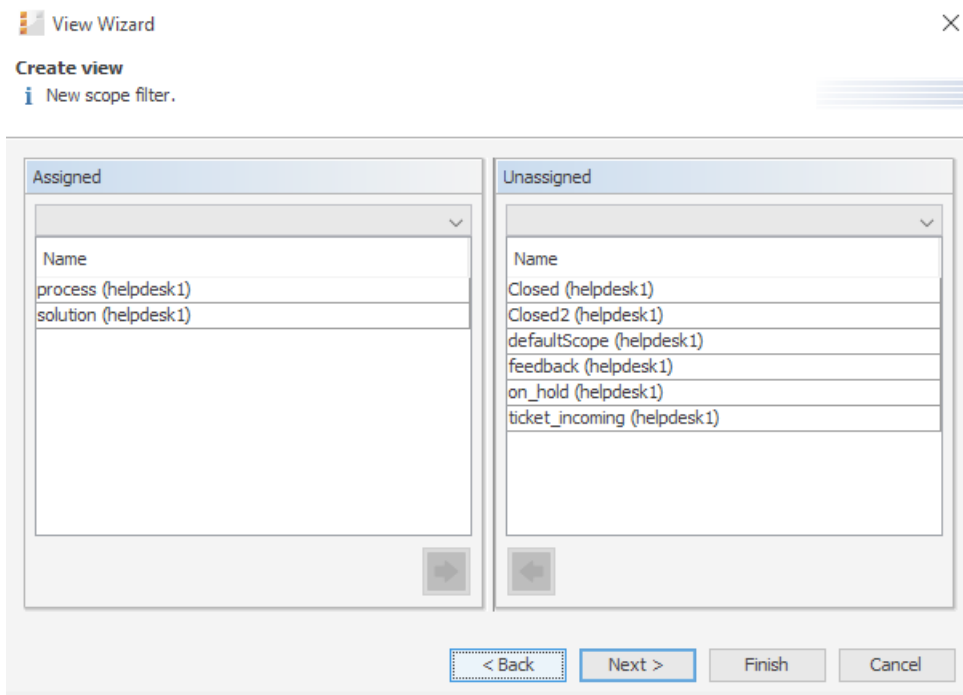 View Wizard
Create view
New scope filter.
Assigned
Name
process (helpdesk1)
solution (helpdesk1)
Unassigned
Name
Closed (helpdesk1)
Closed2 (helpdesk1)
defaultScope (helpdesk1)
feedback (helpdesk1)
on_hold (helpdesk1)
ticket_incoming (helpdesk1)
< Back Next > Finish Cancel